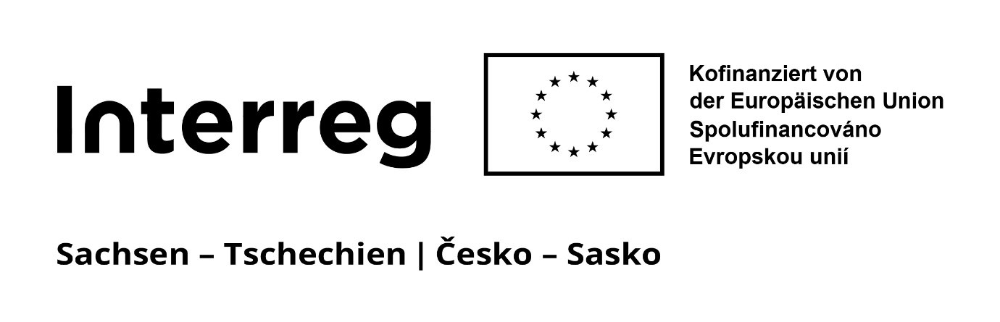 Interreg
Kofinanziert von
der Europäischen Union
Spolufinancováno
Evropskou unií
Sachsen – Tschechien | Česko – Sasko